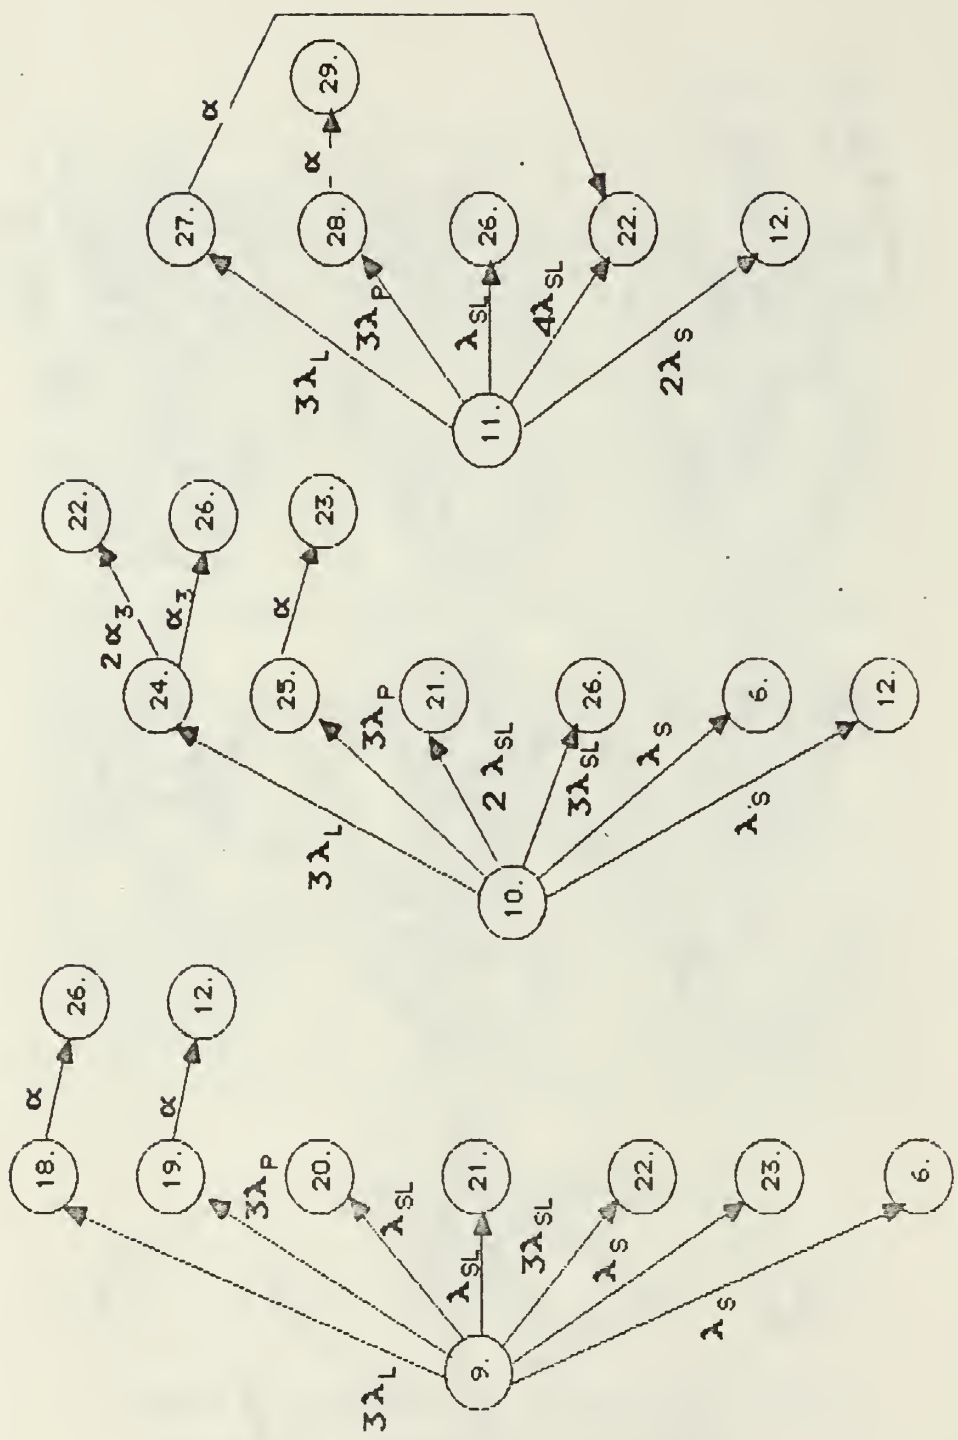 α
29.
27.
α
28.
26.
22.
12.
3λL
3λP
λSL
4λSL
2λS
11.
22.
26.
23.
2α3
α3
α
24.
25.
21.
26.
6.
12.
3λL
3λP
2λSL
3λSL
λS
λS
10.
26.
12.
α
α
18.
19.
20.
21.
22.
23.
6.
3λL
3λP
λSL
λSL
3λSL
λS
λS
9.